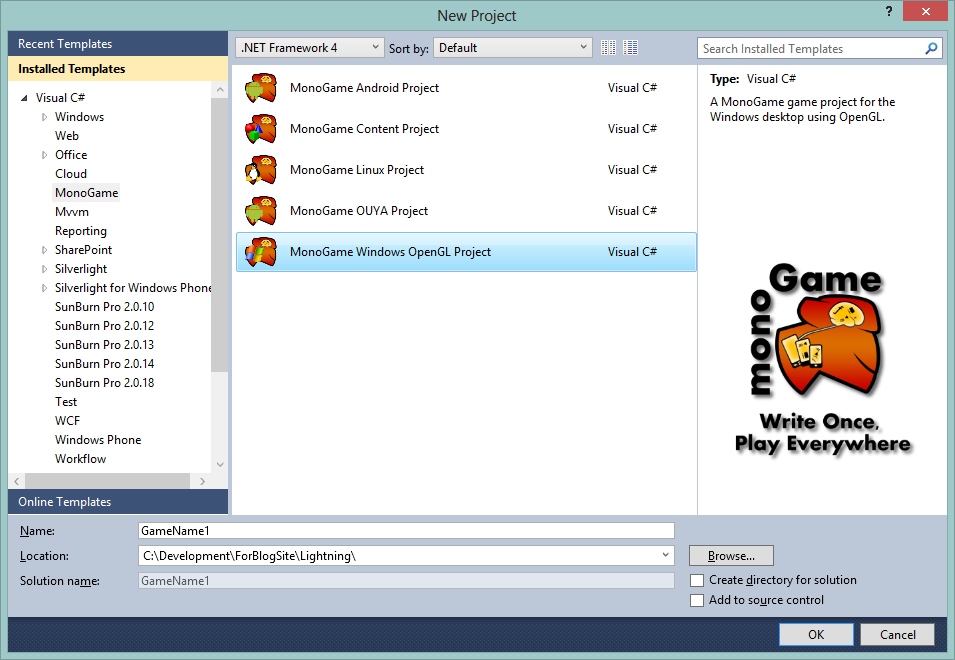 New Project
?
Recent Templates
Installed Templates
Visual C#
Windows
Web
Office
Cloud
MonoGame
Mvvm
Reporting
SharePoint
Silverlight
Silverlight for Windows Phone
SunBurn Pro 2.0.10
SunBurn Pro 2.0.12
SunBurn Pro 2.0.13
SunBurn Pro 2.0.14
SunBurn Pro 2.0.18
Test
WCF
Windows Phone
Workflow
Online Templates
.NET Framework 4
Sort by:
Default
MonoGame Android Project Visual C#
MonoGame Content Project Visual C#
MonoGame Linux Project Visual C#
MonoGame OUYA Project Visual C#
MonoGame Windows OpenGL Project Visual C#
Search Installed Templates
Type: Visual C#
A MonoGame game project for the
Windows desktop using OpenGL.
mono
Game
Write Once,
Play Everywhere
Name: GameName1
Location: C:\Development\ForBlogSite\Lightning\
Browse...
Solution name: GameName1
Create directory for solution
Add to source control
OK
Cancel